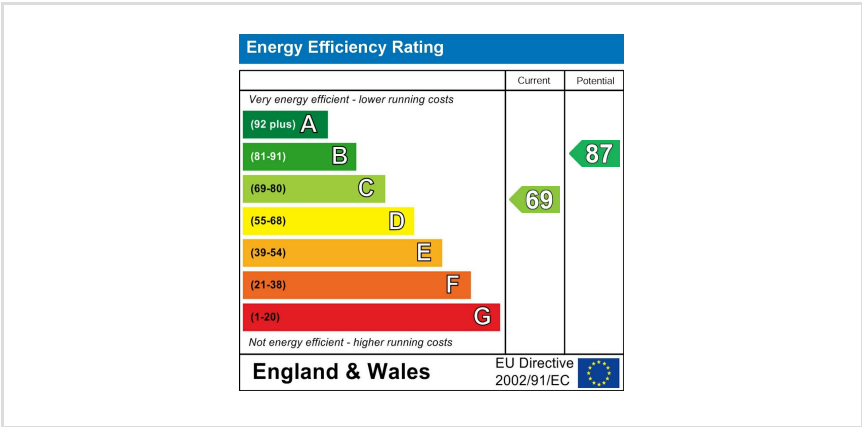 Energy Efficiency Rating
Current Potential
Very energy efficient - lower running costs
(92 plus) A
(81-91) B
87
(69-80) C
69
(55-68) D
(39-54) E
(21-38) F
(1-20) G
Not energy efficient - higher running costs
England & Wales
EU Directive
2002/91/EC